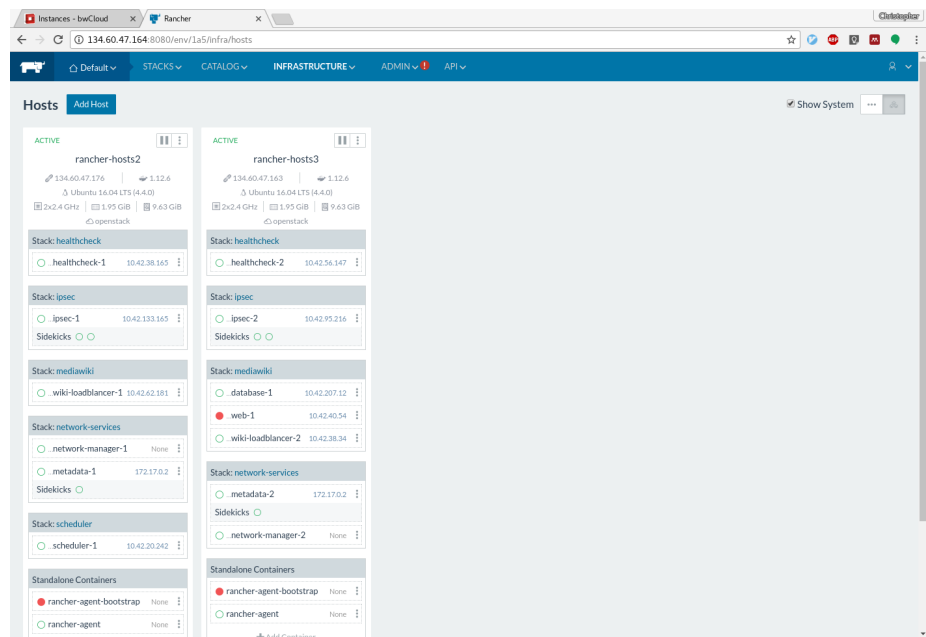 Instances - bwCloud
Rancher
Christopher
134.60.47.164:8080/env/1a5/infra/hosts
ABP
Default
STACKS
CATALOG
INFRASTRUCTURE
ADMIN
!
API
Hosts
Add Host
Show System
ACTIVE
rancher-hosts2
134.60.47.176
1.12.6
Ubuntu 16.04 LTS (4.4.0)
2x2.4 GHz
1.95 GiB
9.63 GiB
openstack
Stack: healthcheck
...healthcheck-1 10.42.38.165
Stack: ipsec
...ipsec-1 10.42.133.165
Sidekicks
Stack: mediawiki
...wiki-loadblancer-1 10.42.62.181
Stack: network-services
...network-manager-1 None
...metadata-1 172.17.0.2
Sidekicks
Stack: scheduler
...scheduler-1 10.42.20.242
Standalone Containers
rancher-agent-bootstrap None
rancher-agent None
ACTIVE
rancher-hosts3
134.60.47.163
1.12.6
Ubuntu 16.04 LTS (4.4.0)
2x2.4 GHz
1.95 GiB
9.63 GiB
openstack
Stack: healthcheck
...healthcheck-2 10.42.56.147
Stack: ipsec
...ipsec-2 10.42.95.216
Sidekicks
Stack: mediawiki
...database-1 10.42.207.12
...web-1 10.42.40.54
...wiki-loadblancer-2 10.42.38.34
Stack: network-services
...metadata-2 172.17.0.2
Sidekicks
...network-manager-2 None
Standalone Containers
rancher-agent-bootstrap None
rancher-agent None
Add Container